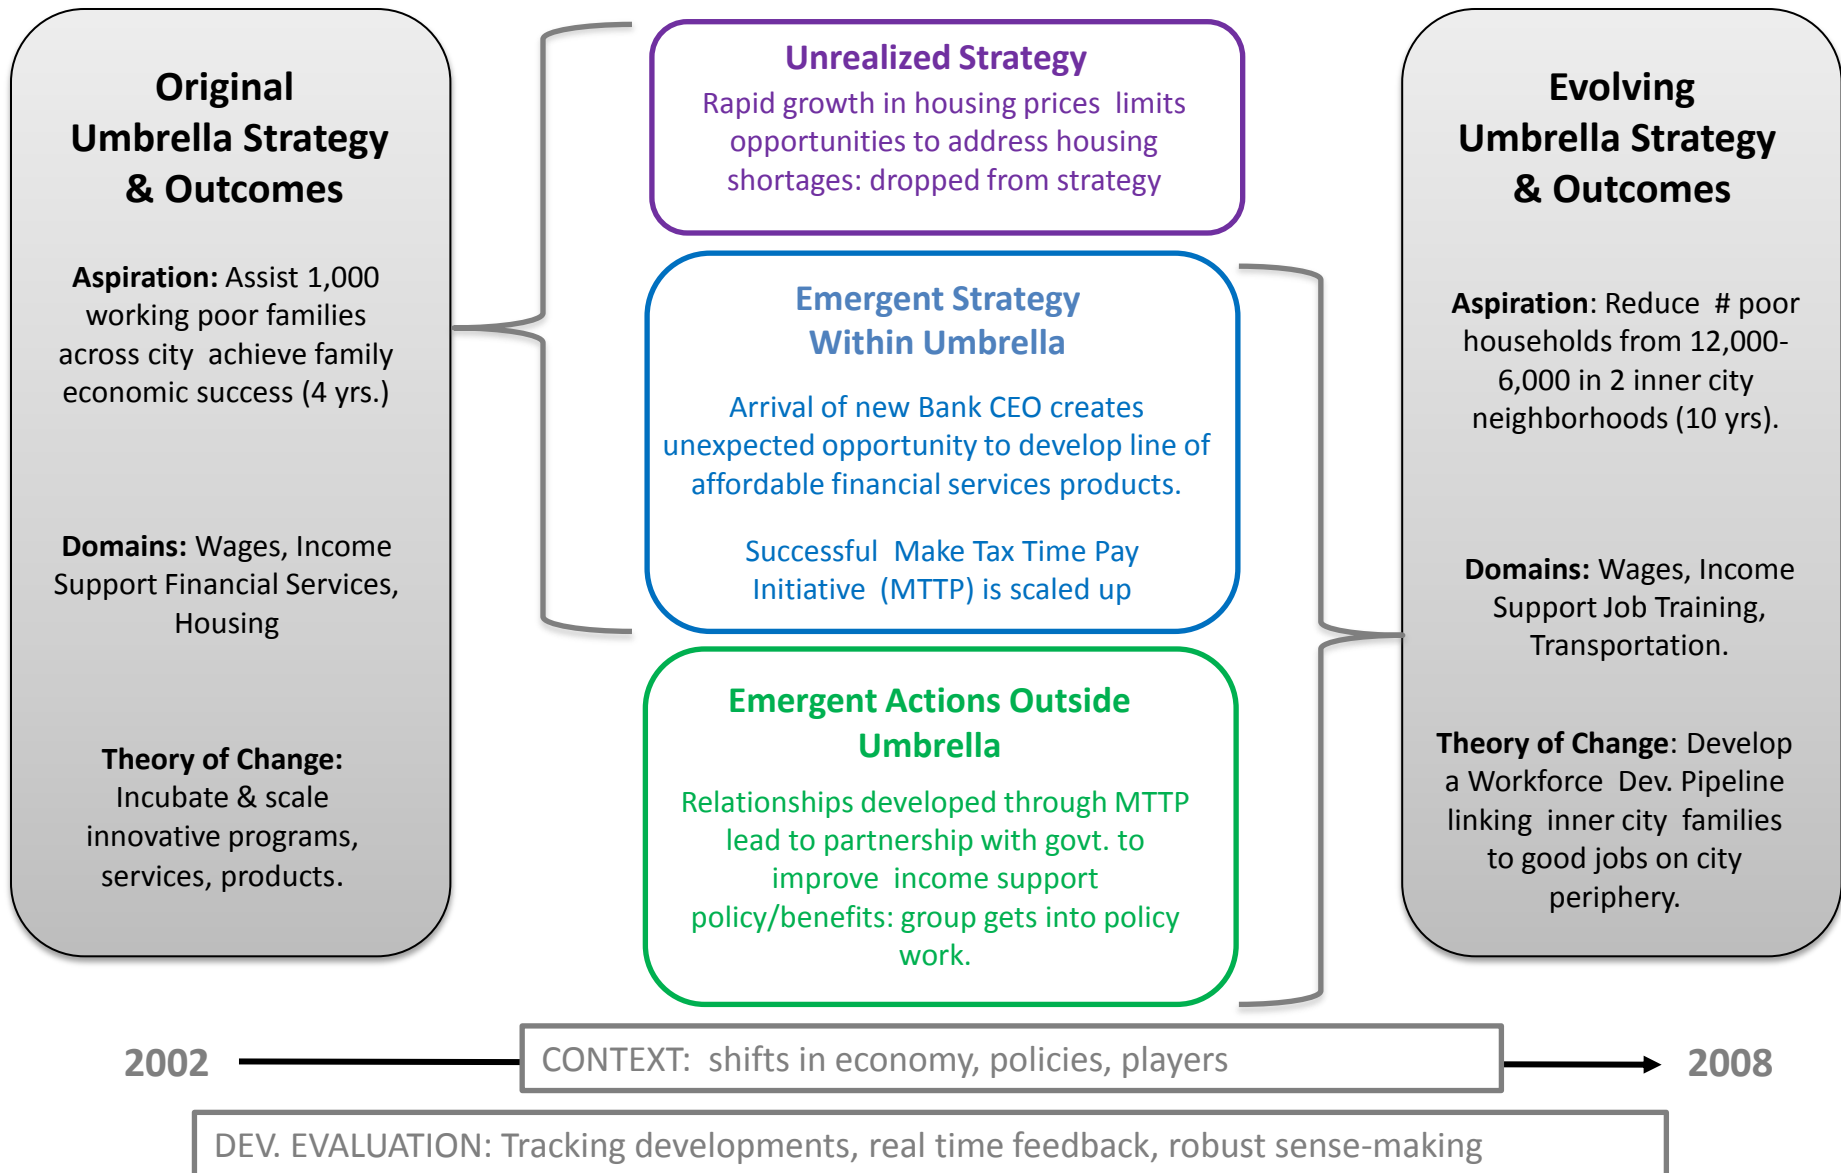 Original
Umbrella Strategy
& Outcomes
Aspiration: Assist 1,000
working poor families
across city achieve family
economic success (4 yrs.)
Domains: Wages, Income
Support Financial Services,
Housing
Theory of Change:
Incubate & scale
innovative programs,
services, products.
Unrealized Strategy
Rapid growth in housing prices limits
opportunities to address housing
shortages: dropped from strategy
Emergent Strategy
Within Umbrella
Arrival of new Bank CEO creates
unexpected opportunity to develop line of
affordable financial services products.
Successful Make Tax Time Pay
Initiative (MTTP) is scaled up
Emergent Actions Outside
Umbrella
Relationships developed through MTTP
lead to partnership with govt. to
improve income support
policy/benefits: group gets into policy
work.
Evolving
Umbrella Strategy
& Outcomes
Aspiration: Reduce # poor
households from 12,000-
6,000 in 2 inner city
neighborhoods (10 yrs).
Domains: Wages, Income
Support Job Training,
Transportation.
Theory of Change: Develop
a Workforce Dev. Pipeline
linking inner city families
to good jobs on city
periphery.
2002
CONTEXT: shifts in economy, policies, players
2008
DEV. EVALUATION: Tracking developments, real time feedback, robust sense-making